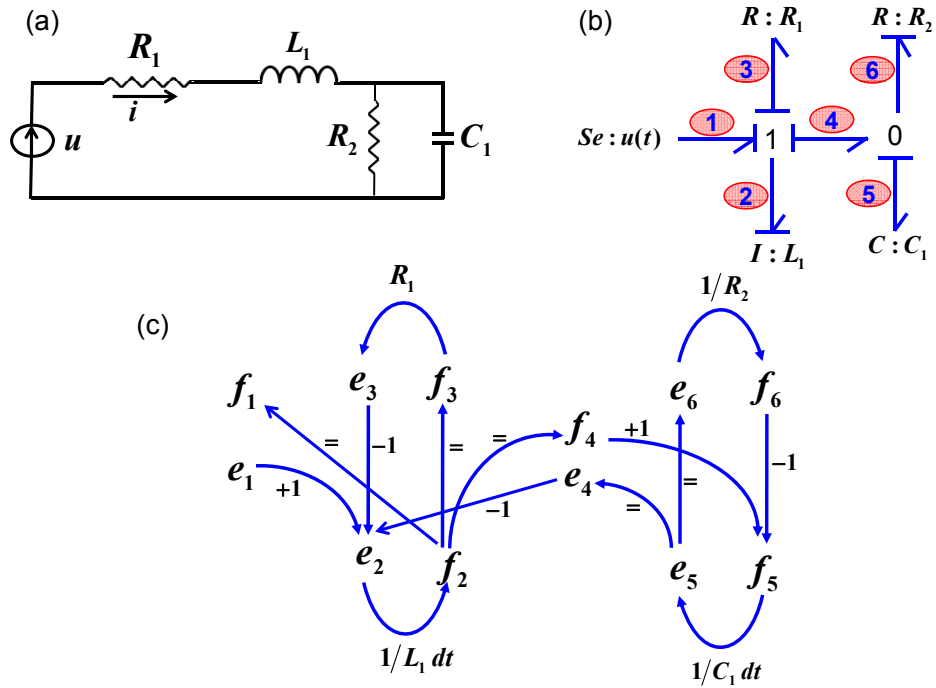 (a)
R₁
L₁
i
u
R₂
C₁
(b)
R : R₁
R : R₂
3
6
1
4
Se : u(t)
1
0
2
5
I : L₁
C : C₁
(c)
R₁
1/R₂
e₃
f₃
f₁
e₆
f₆
f₄
+1
=
−1
=
=
−1
e₁
+1
e₄
−1
=
=
e₂
f₂
e₅
f₅
1/L₁ dt
1/C₁ dt